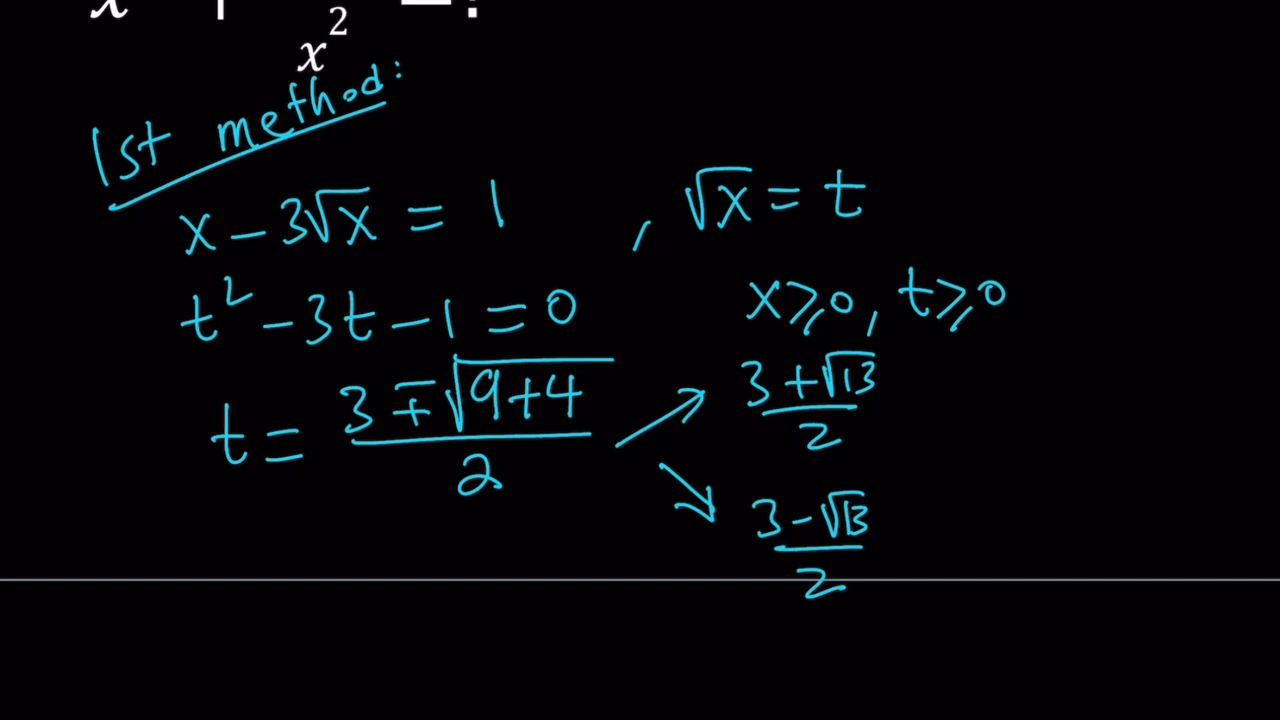 x + x² = ?
1st method:
x - 3√x = 1 , √x = t
t² - 3t - 1 = 0 x ⩾ 0, t ⩾ 0
t = (3 ∓ √(9+4))/2 ↗ (3 + √13)/2
↘ (3 - √13)/2